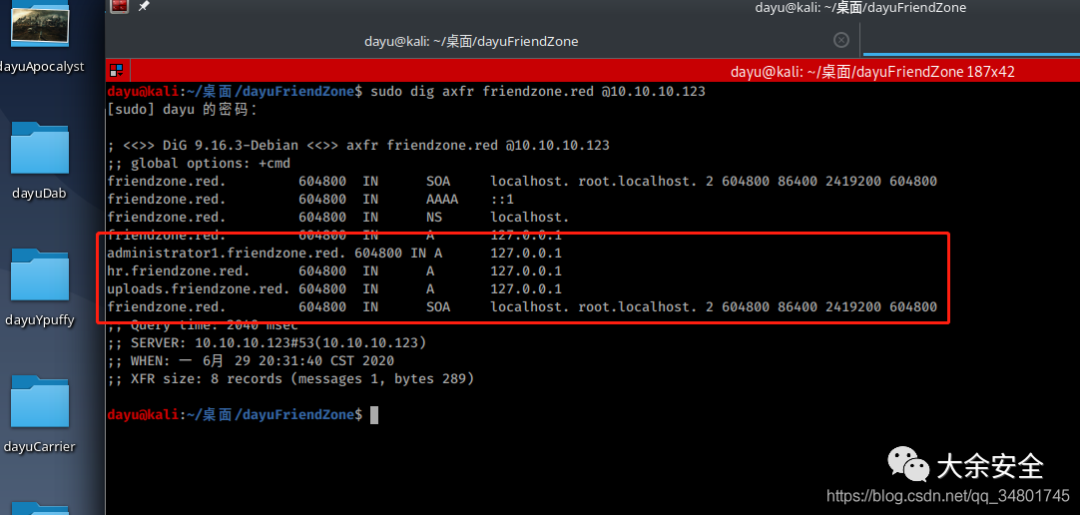 dayu@kali: ~/桌面/dayuFriendZone
dayu@kali: ~/桌面/dayuFriendZone
dayu@kali: ~/桌面/dayuFriendZone 187x42
dayu@kali:~/桌面/dayuFriendZone$ sudo dig axfr friendzone.red @10.10.10.123
[sudo] dayu 的密码：
; <<>> DiG 9.16.3-Debian <<>> axfr friendzone.red @10.10.10.123
;; global options: +cmd
friendzone.red. 604800 IN SOA localhost. root.localhost. 2 604800 86400 2419200 604800
friendzone.red. 604800 IN AAAA ::1
friendzone.red. 604800 IN NS localhost.
friendzone.red. 604800 IN A 127.0.0.1
administrator1.friendzone.red. 604800 IN A 127.0.0.1
hr.friendzone.red. 604800 IN A 127.0.0.1
uploads.friendzone.red. 604800 IN A 127.0.0.1
friendzone.red. 604800 IN SOA localhost. root.localhost. 2 604800 86400 2419200 604800
;; Query time: 2040 msec
;; SERVER: 10.10.10.123#53(10.10.10.123)
;; WHEN: 一 6月 29 20:31:40 CST 2020
;; XFR size: 8 records (messages 1, bytes 289)
dayu@kali:~/桌面/dayuFriendZone$
dayuApocalyst
dayuDab
dayuYpuffy
dayuCarrier
大余安全
https://blog.csdn.net/qq_34801745